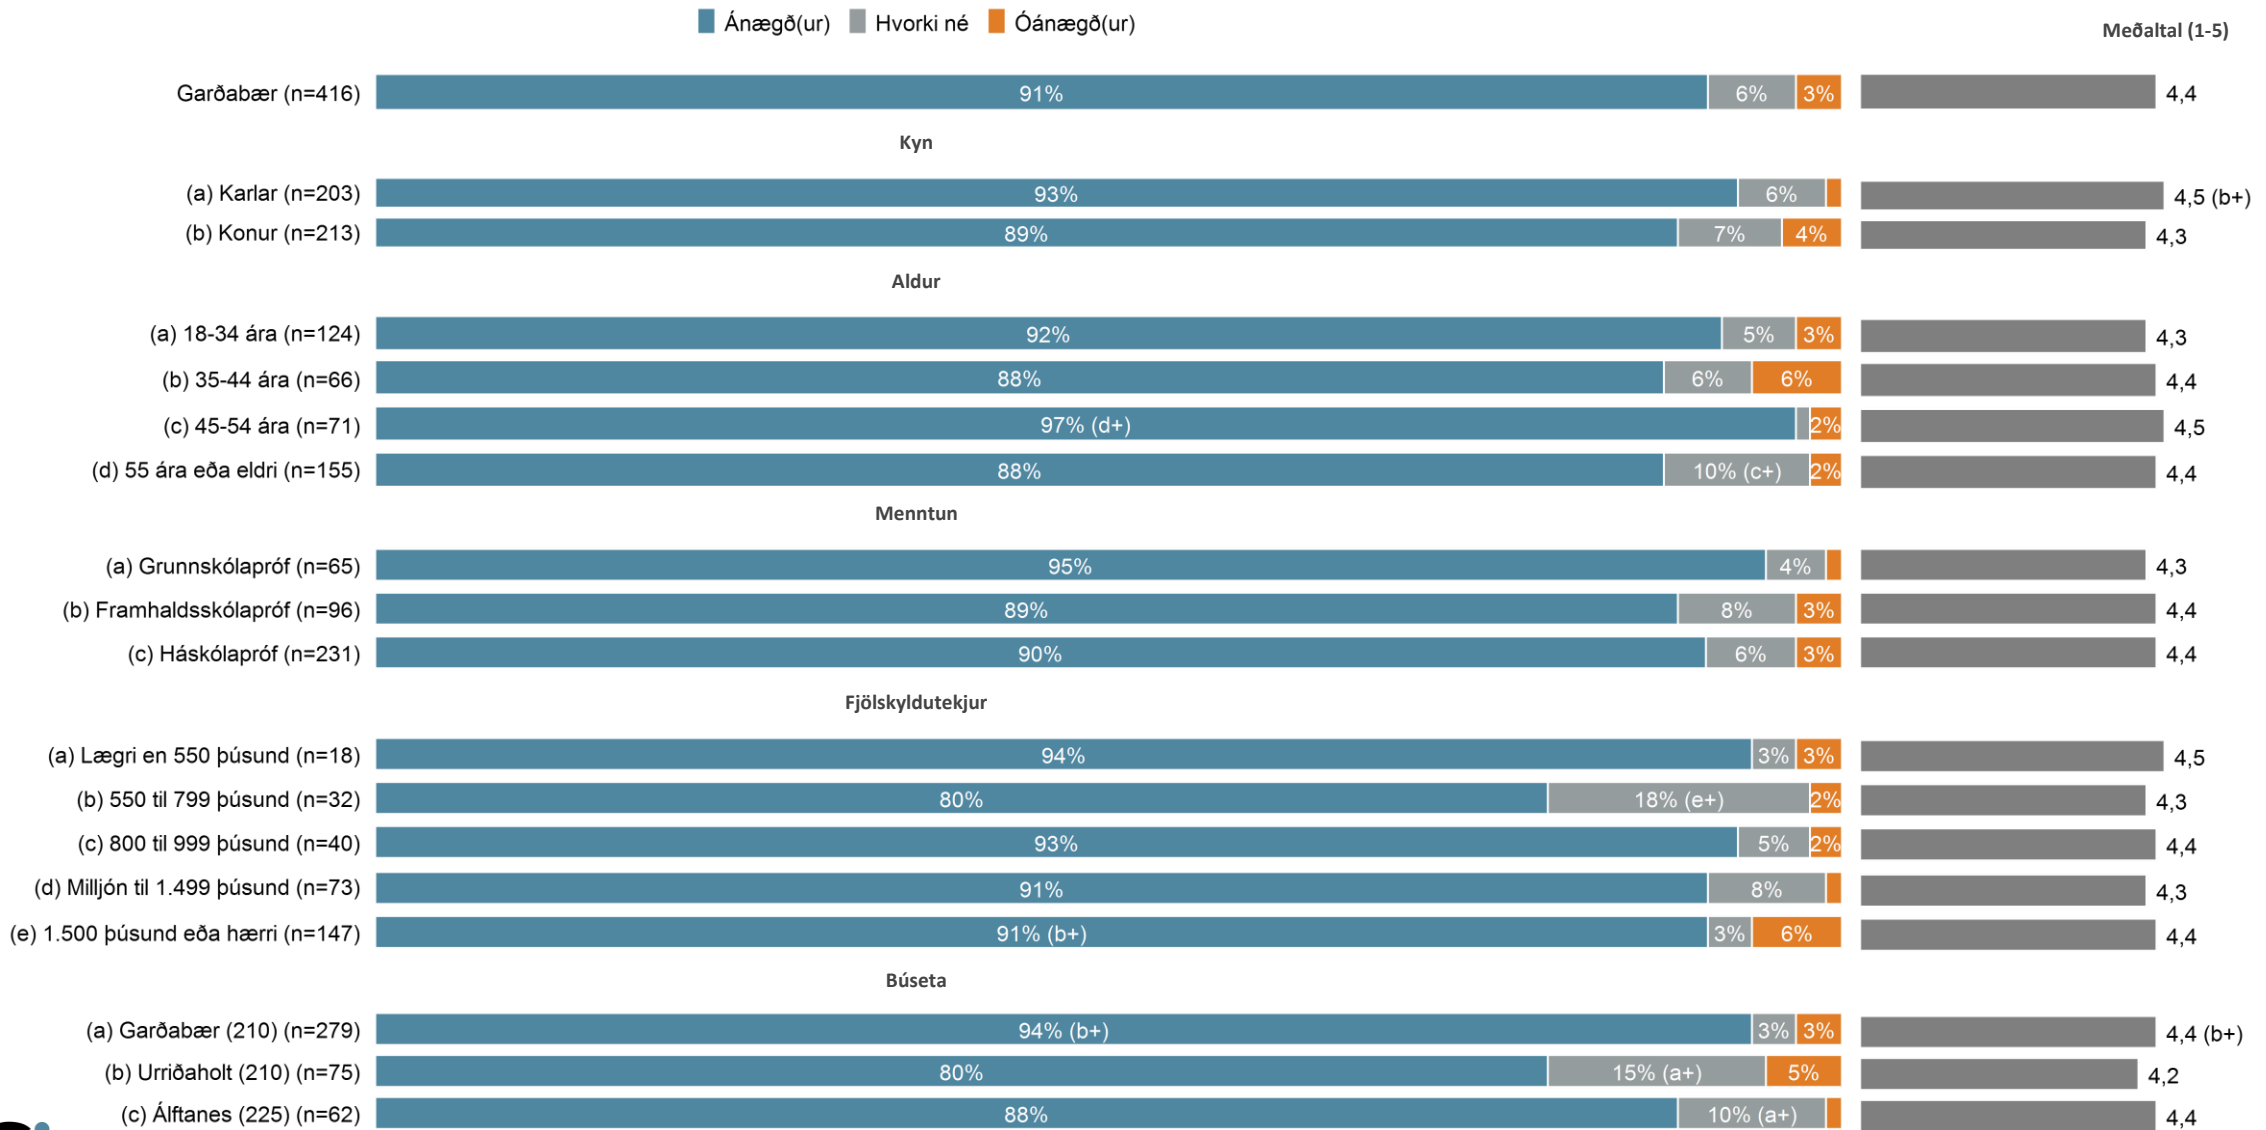 Ánægð(ur) Hvorki né Óánægð(ur)
Meðaltal (1-5)
Garðabær (n=416) 91% 6% 3% 4,4
Kyn
(a) Karlar (n=203) 93% 6% 4,5 (b+)
(b) Konur (n=213) 89% 7% 4% 4,3
Aldur
(a) 18-34 ára (n=124) 92% 5% 3% 4,3
(b) 35-44 ára (n=66) 88% 6% 6% 4,4
(c) 45-54 ára (n=71) 97% (d+) 2% 4,5
(d) 55 ára eða eldri (n=155) 88% 10% (c+) 2% 4,4
Menntun
(a) Grunnskólapróf (n=65) 95% 4% 4,3
(b) Framhaldsskólapróf (n=96) 89% 8% 3% 4,4
(c) Háskólapróf (n=231) 90% 6% 3% 4,4
Fjölskyldutekjur
(a) Lægri en 550 þúsund (n=18) 94% 3% 3% 4,5
(b) 550 til 799 þúsund (n=32) 80% 18% (e+) 2% 4,3
(c) 800 til 999 þúsund (n=40) 93% 5% 2% 4,4
(d) Milljón til 1.499 þúsund (n=73) 91% 8% 4,3
(e) 1.500 þúsund eða hærri (n=147) 91% (b+) 3% 6% 4,4
Búseta
(a) Garðabær (210) (n=279) 94% (b+) 3% 3% 4,4 (b+)
(b) Urriðaholt (210) (n=75) 80% 15% (a+) 5% 4,2
(c) Álftanes (225) (n=62) 88% 10% (a+) 4,4